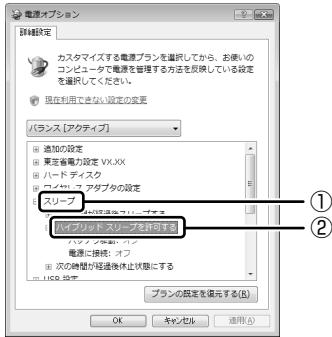 電源オプション
詳細設定
カスタマイズする電源プランを選択してから、お使いの
コンピュータで電源を管理する方法を反映している設定
を選択してください。
現在利用できない設定の変更
バランス [アクティブ]
追加の設定
東芝省電力設定 VX.XX
ハード ディスク
ワイヤレス アダプタの設定
スリープ ①
ハイブリッド スリープを許可する ②
電源に接続: オフ
次の時間が経過後休止状態にする
USB 設定
プランの既定を復元する(R)
OK キャンセル 適用(A)